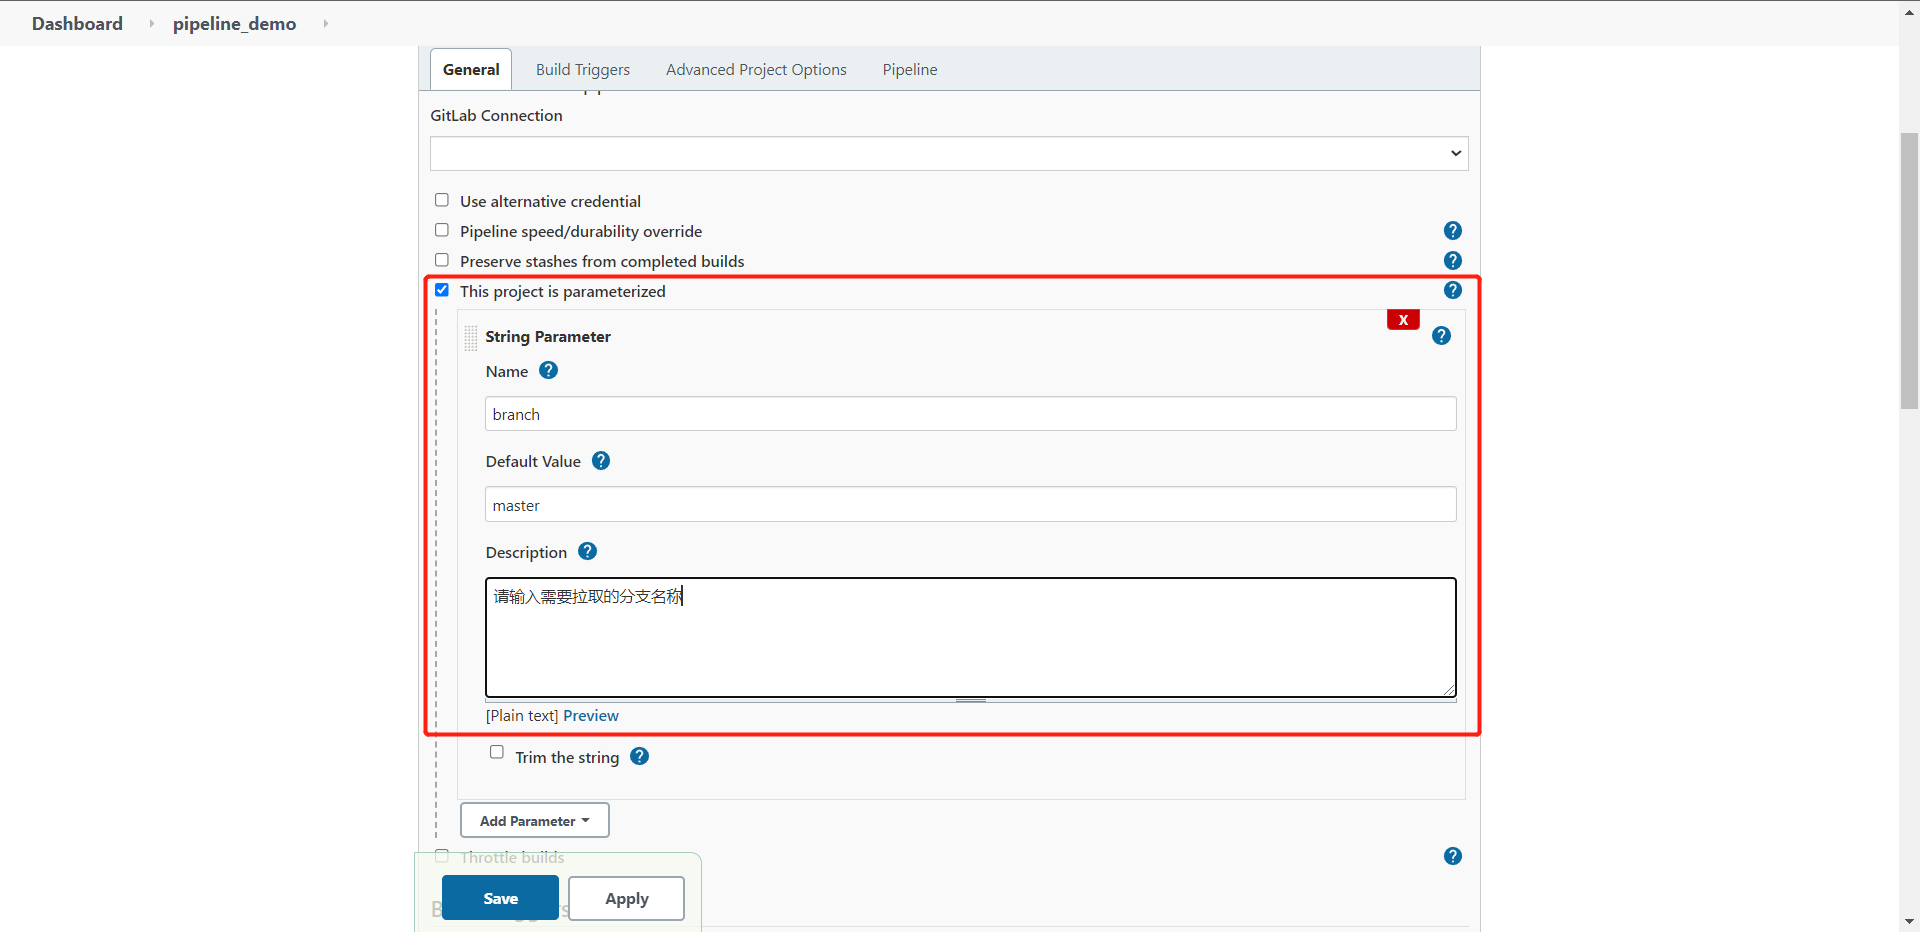 Dashboard
pipeline_demo
General
Build Triggers
Advanced Project Options
Pipeline
GitLab Connection
Use alternative credential
Pipeline speed/durability override
?
Preserve stashes from completed builds
?
This project is parameterized
?
X
String Parameter
?
Name
?
branch
Default Value
?
master
Description
?
请输入需要拉取的分支名称
[Plain text] Preview
Trim the string
?
Add Parameter
Throttle builds
?
Save
Apply